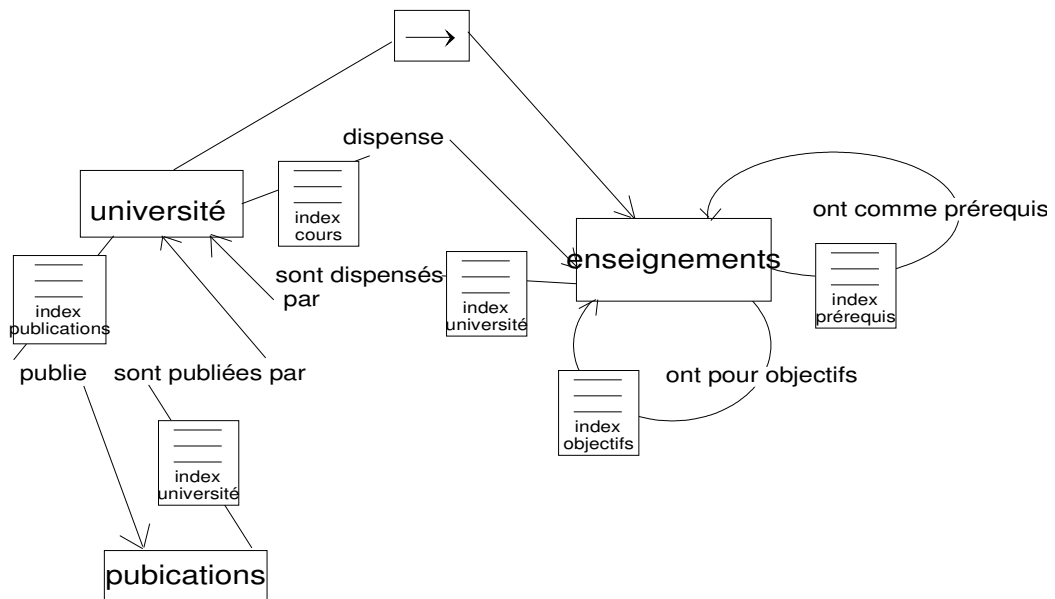 dispense
université
index
cours
ont comme prérequis
enseignements
sont dispensés
par
index
université
index
prérequis
index
publications
publie
sont publiées par
ont pour objectifs
index
objectifs
index
université
pubications